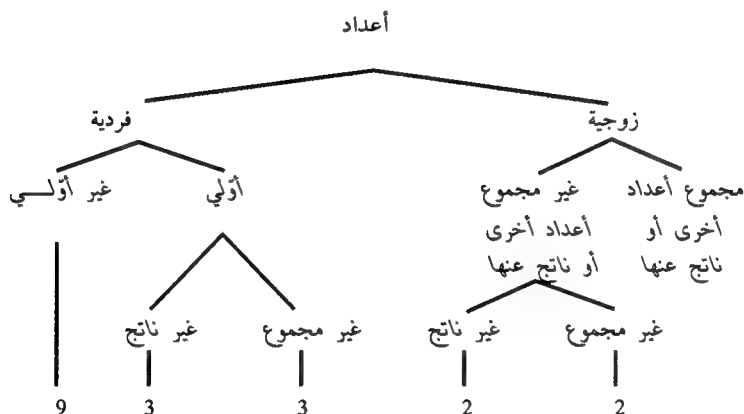 أعداد
زوجية فردية
مجموع أعداد غير مجموع أوّلي غير أوّلـــي
أخرى أو أعداد أخرى
ناتج عنها أو ناتج عنها
غير مجموع غير ناتج غير مجموع غير ناتج
2 2 3 3 9